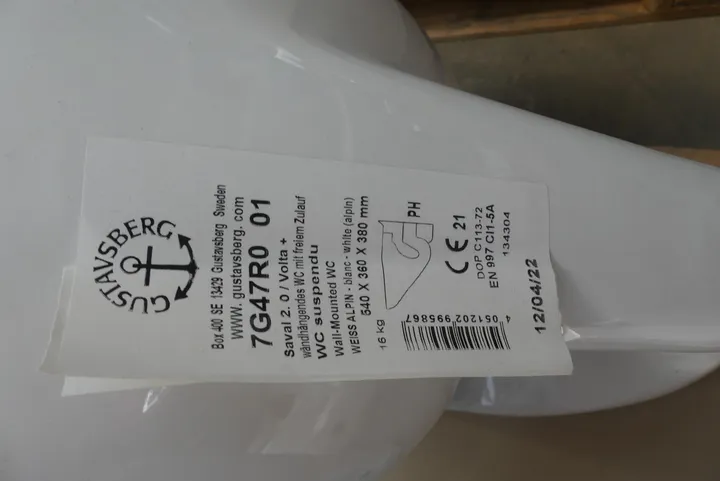 GUSTAVSBERG
Box 400 SE 13429 Gustavsberg Sweden
www.gustavsberg.com
7G47R0 01
Saval 2.0 / Volta +
wandhängendes WC mit freiem Zulauf
WC suspendu
Wall-Mounted WC
WEISS ALPIN - blanc - white (alpin)
540 X 360 X 380 mm
PH
16 kg
4 051202 995867
CE 21
DOP C113-72
EN 997 Cl1-5A
134304
12/04/22